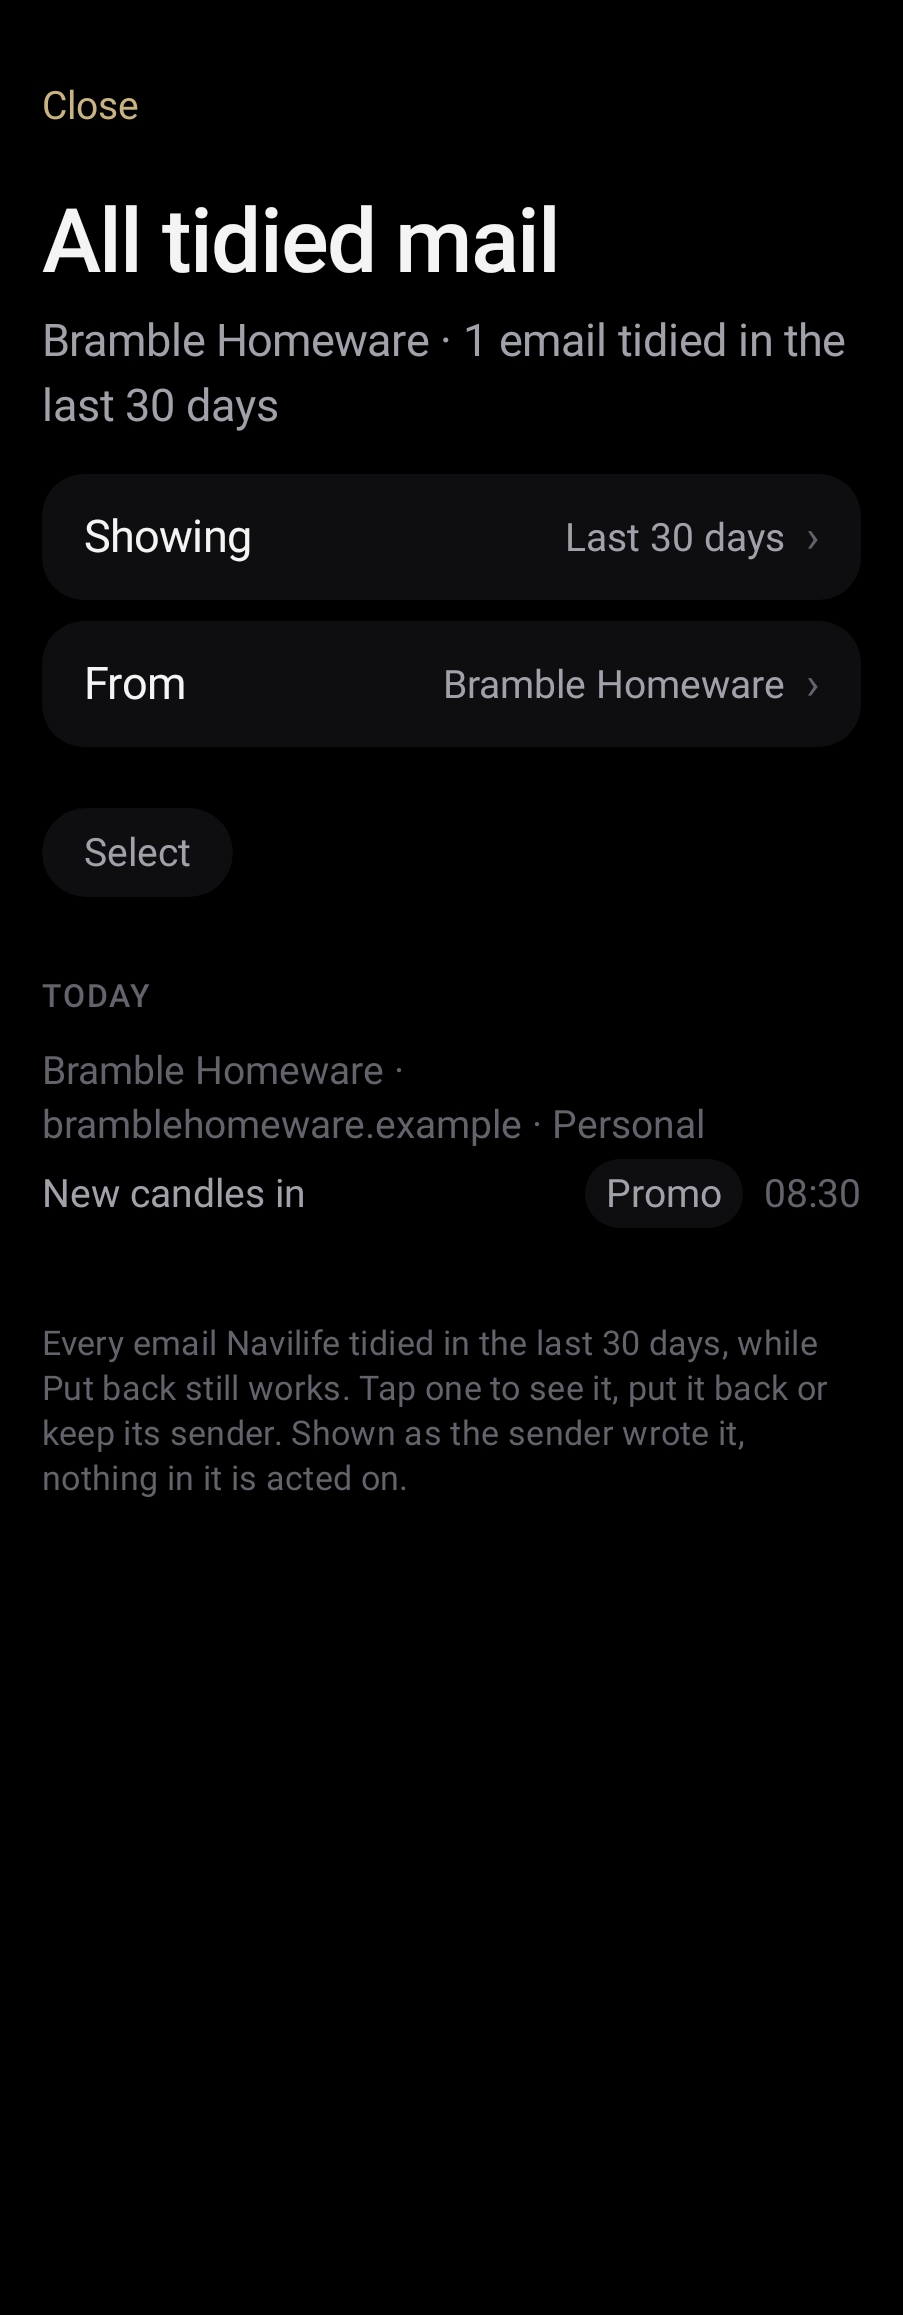 Close
All tidied mail
Bramble Homeware · 1 email tidied in the
last 30 days
Showing Last 30 days ›
From Bramble Homeware ›
Select
TODAY
Bramble Homeware ·
bramblehomeware.example · Personal
New candles in Promo 08:30
Every email Navilife tidied in the last 30 days, while
Put back still works. Tap one to see it, put it back or
keep its sender. Shown as the sender wrote it,
nothing in it is acted on.